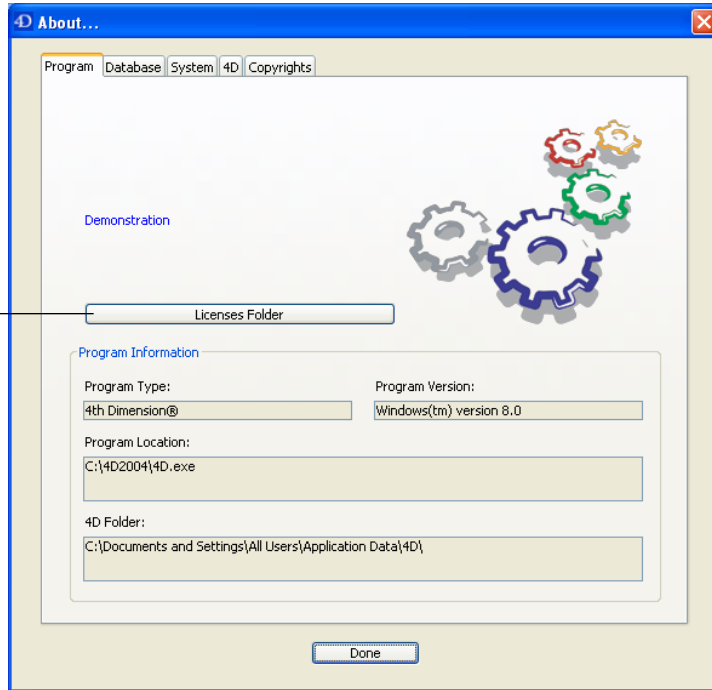 4D About...
Program Database System 4D Copyrights
Demonstration
Licenses Folder
Program Information
Program Type: Program Version:
4th Dimension® Windows(tm) version 8.0
Program Location:
C:\4D2004\4D.exe
4D Folder:
C:\Documents and Settings\All Users\Application Data\4D\
Done